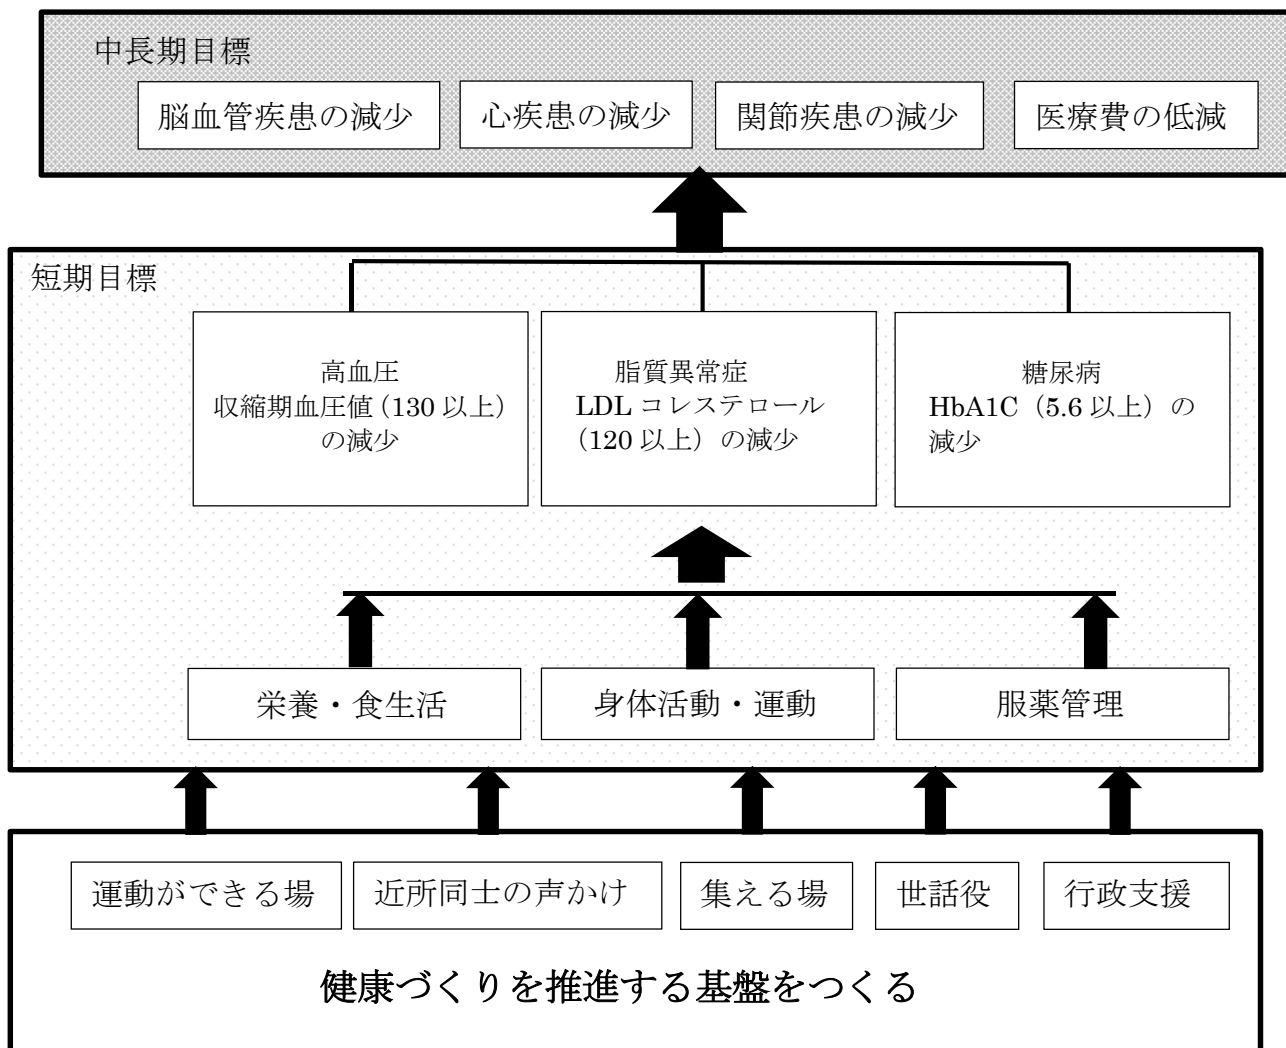 中長期目標
脳血管疾患の減少
心疾患の減少
関節疾患の減少
医療費の低減
短期目標
高血圧
収縮期血圧値（130 以上）
の減少
脂質異常症
LDL コレステロール
（120 以上）の減少
糖尿病
HbA1C（5.6 以上）の
減少
栄養・食生活
身体活動・運動
服薬管理
運動ができる場
近所同士の声かけ
集える場
世話役
行政支援
健康づくりを推進する基盤をつくる